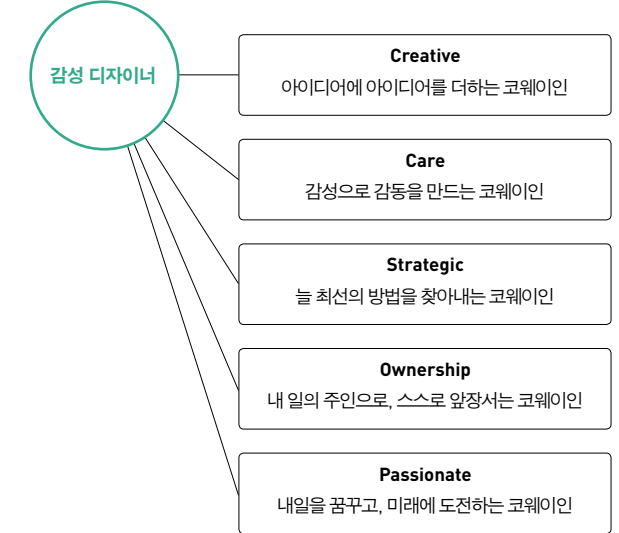 감성 디자이너
Creative
아이디어에 아이디어를 더하는 코웨이인
Care
감성으로 감동을 만드는 코웨이인
Strategic
늘 최선의 방법을 찾아내는 코웨이인
Ownership
내 일의 주인으로, 스스로 앞장서는 코웨이인
Passionate
내일을 꿈꾸고, 미래에 도전하는 코웨이인